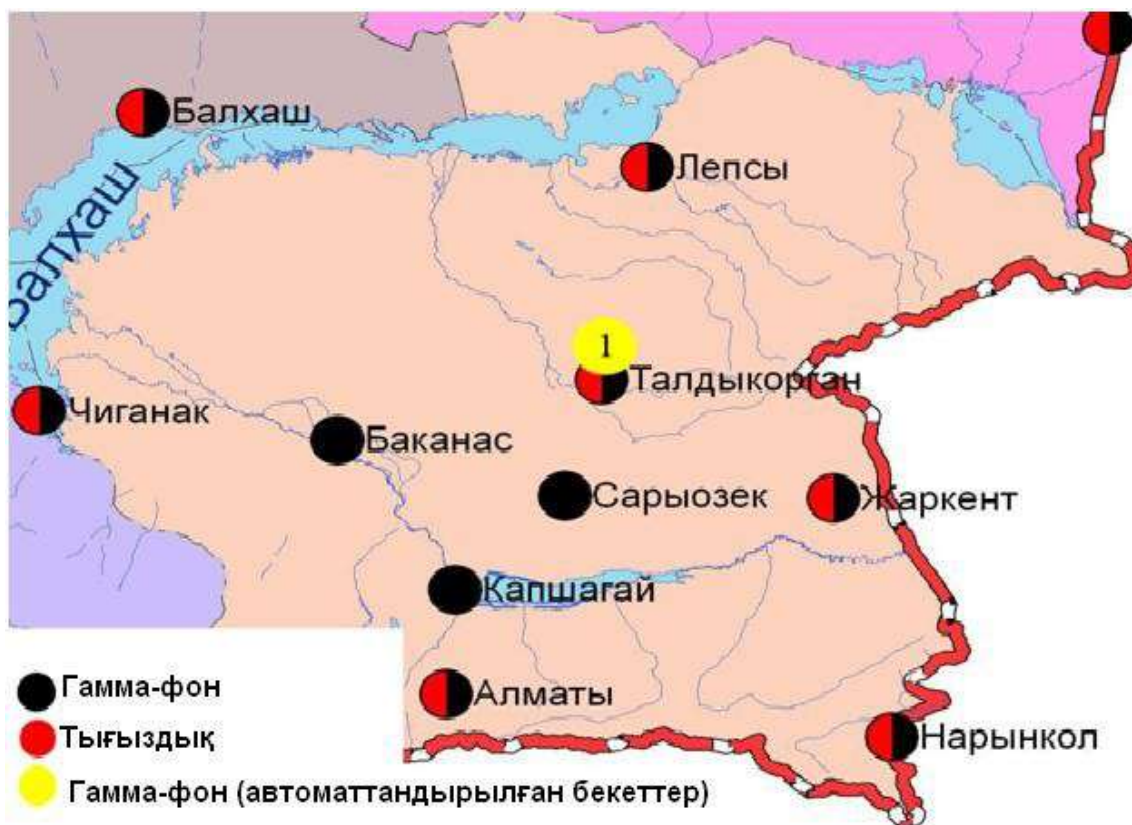 Балхаш
Лепсы
Балхаш
1
Талдыкорган
Чиганак
Баканас
Сарыозек
Жаркент
Капшагай
Гамма-фон
Алматы
Тығыздық
Нарынкол
Гамма-фон (автоматтандырылған бекеттер)